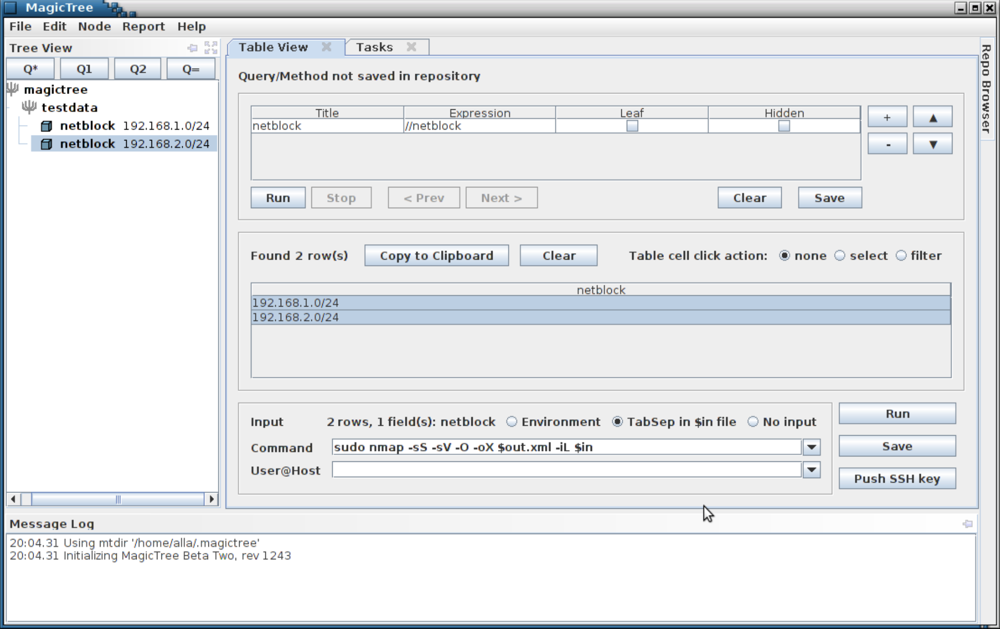 MagicTree
File Edit Node Report Help
Tree View
Q* Q1 Q2 Q=
magictree
testdata
netblock 192.168.1.0/24
netblock 192.168.2.0/24
Table View Tasks
Query/Method not saved in repository
Title Expression Leaf Hidden
netblock //netblock
+
-
Run Stop < Prev Next > Clear Save
Found 2 row(s) Copy to Clipboard Clear Table cell click action: none select filter
netblock
192.168.1.0/24
192.168.2.0/24
Input 2 rows, 1 field(s): netblock Environment TabSep in $in file No input
Command sudo nmap -sS -sV -O -oX $out.xml -iL $in
User@Host
Run
Save
Push SSH key
Repo Browser
Message Log
20:04.31 Using mtdir '/home/alla/.magictree'
20:04.31 Initializing MagicTree Beta Two, rev 1243